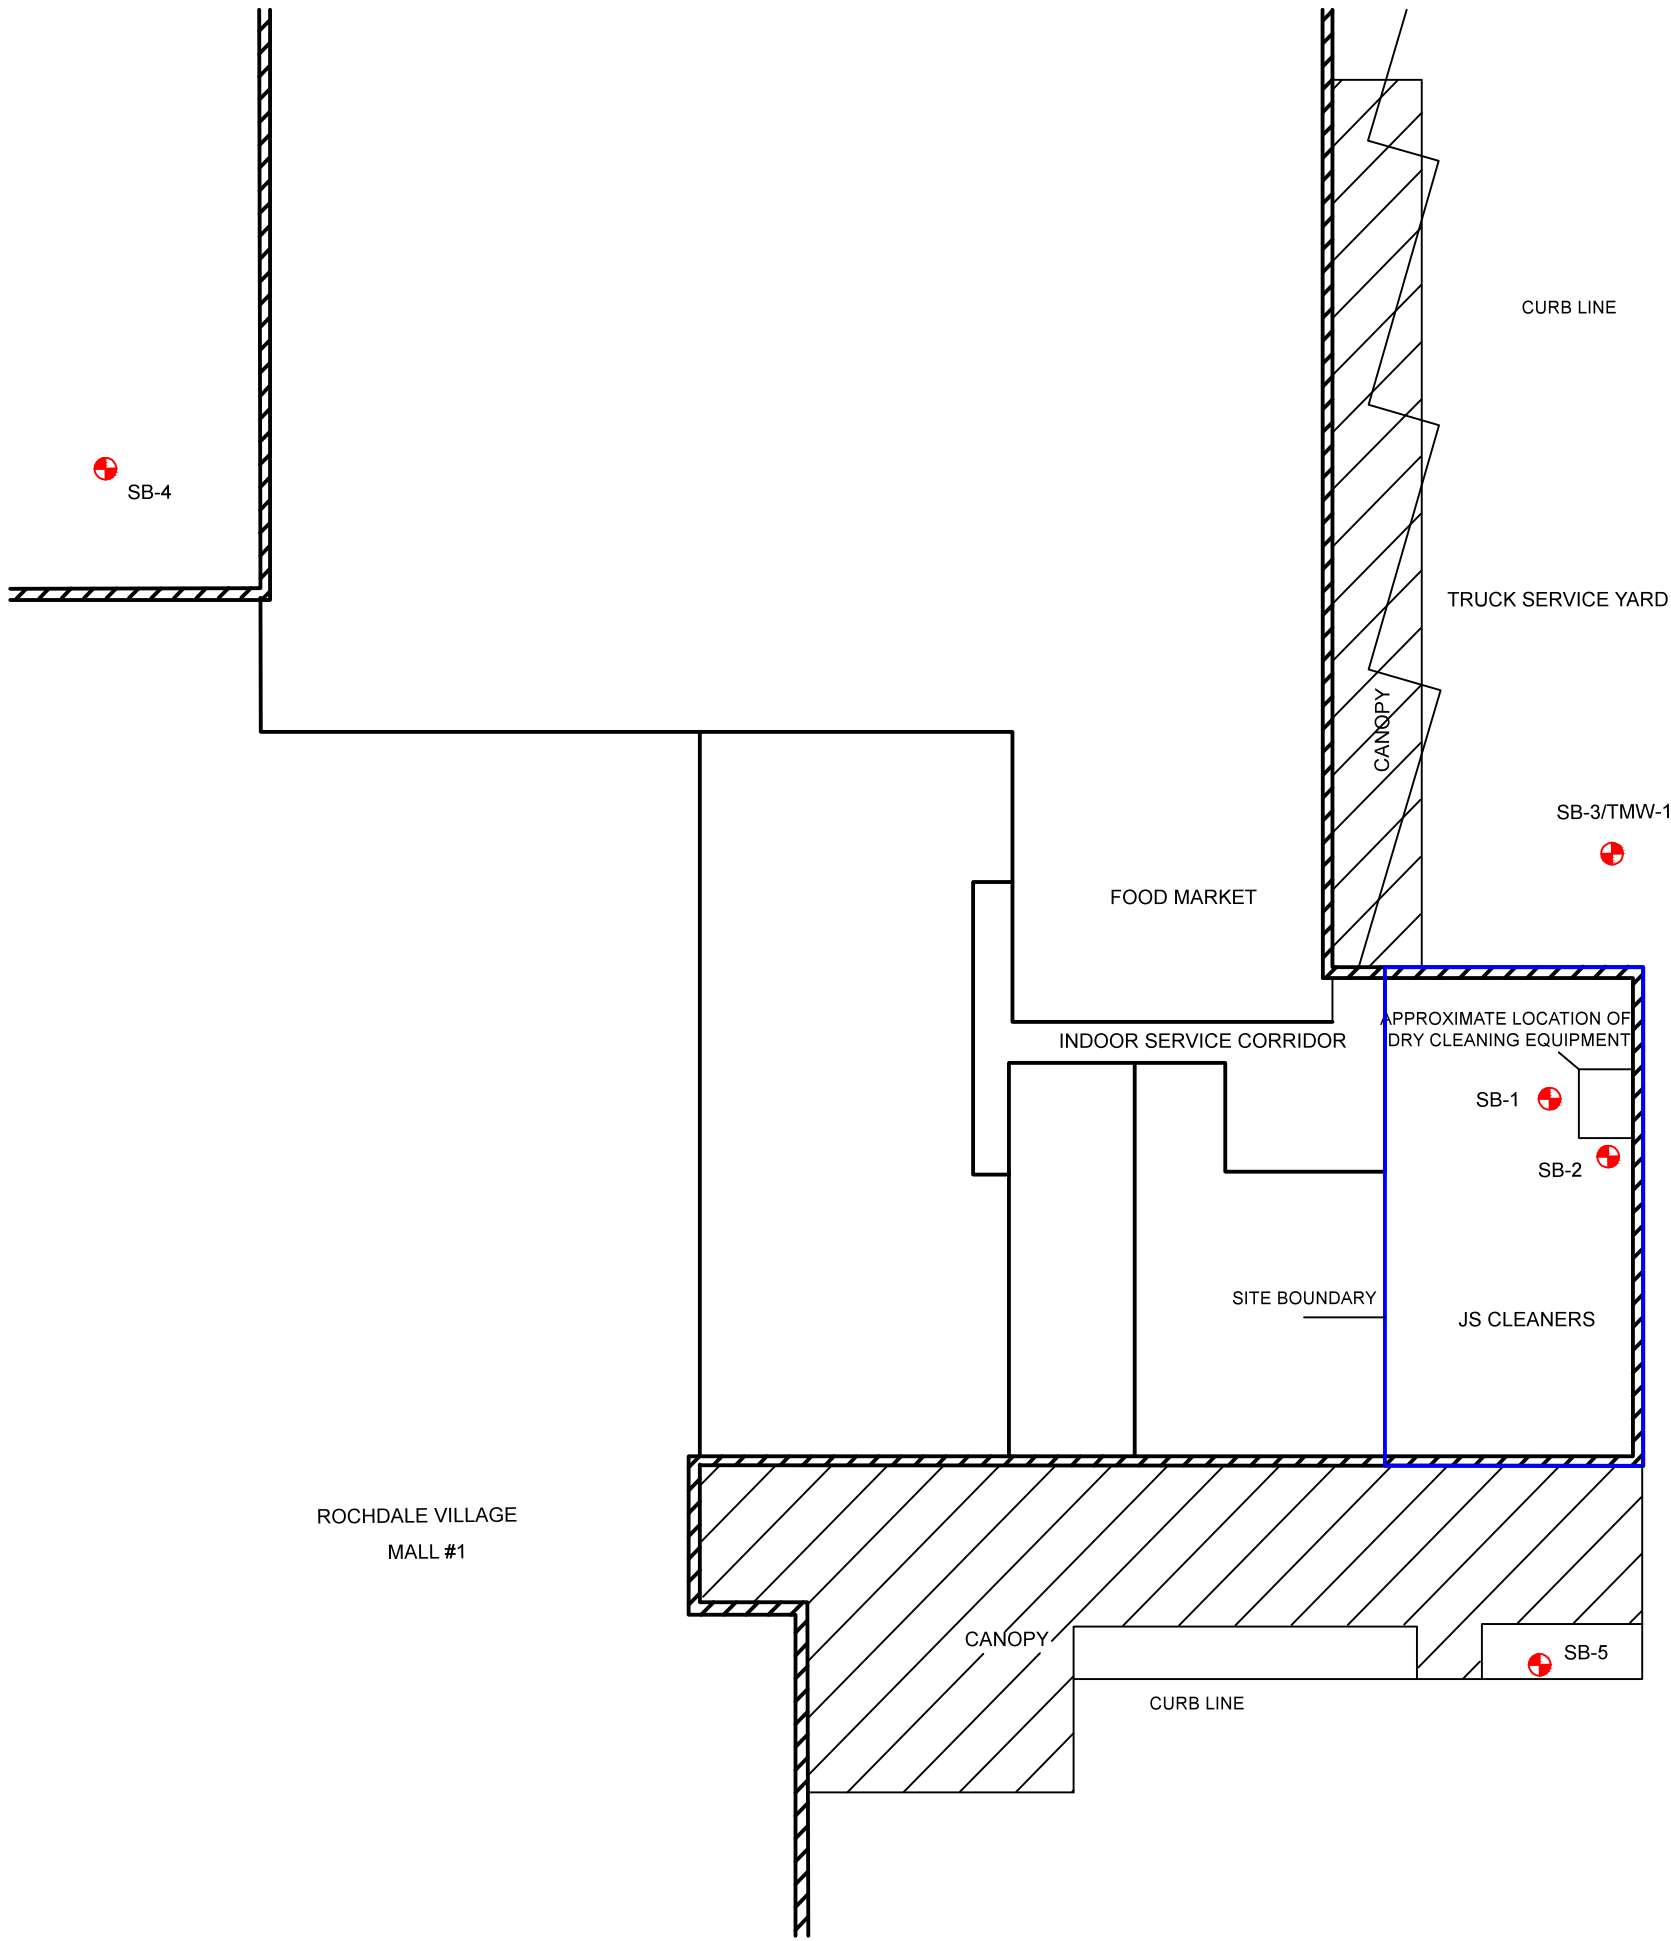 CURB LINE
SB-4
TRUCK SERVICE YARD
CANOPY
SB-3/TMW-1
FOOD MARKET
APPROXIMATE LOCATION OF
DRY CLEANING EQUIPMENT
INDOOR SERVICE CORRIDOR
SB-1
SB-2
SITE BOUNDARY
JS CLEANERS
ROCHDALE VILLAGE
MALL #1
CANOPY
SB-5
CURB LINE